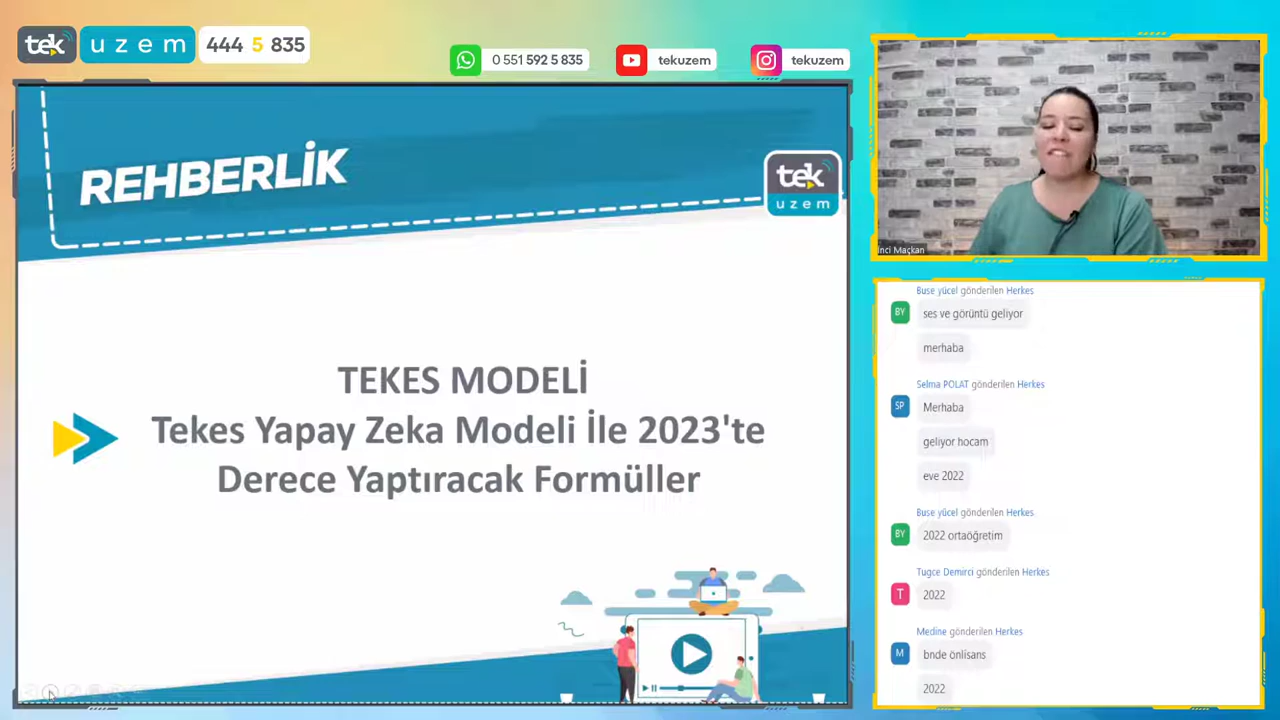 tek
uzem
444 5 835
0 551 592 5 835
tekuzem
tekuzem
REHBERLİK
tek
uzem
TEKES MODELİ
Tekes Yapay Zeka Modeli İle 2023'te
Derece Yaptıracak Formüller
İnci Maçkan
Buse yücel gönderilen Herkes
BY
ses ve görüntü geliyor
merhaba
Selma POLAT gönderilen Herkes
SP
Merhaba
geliyor hocam
eve 2022
Buse yücel gönderilen Herkes
BY
2022 ortaöğretim
Tugce Demirci gönderilen Herkes
T
2022
Medine gönderilen Herkes
M
bnde önlisans
2022